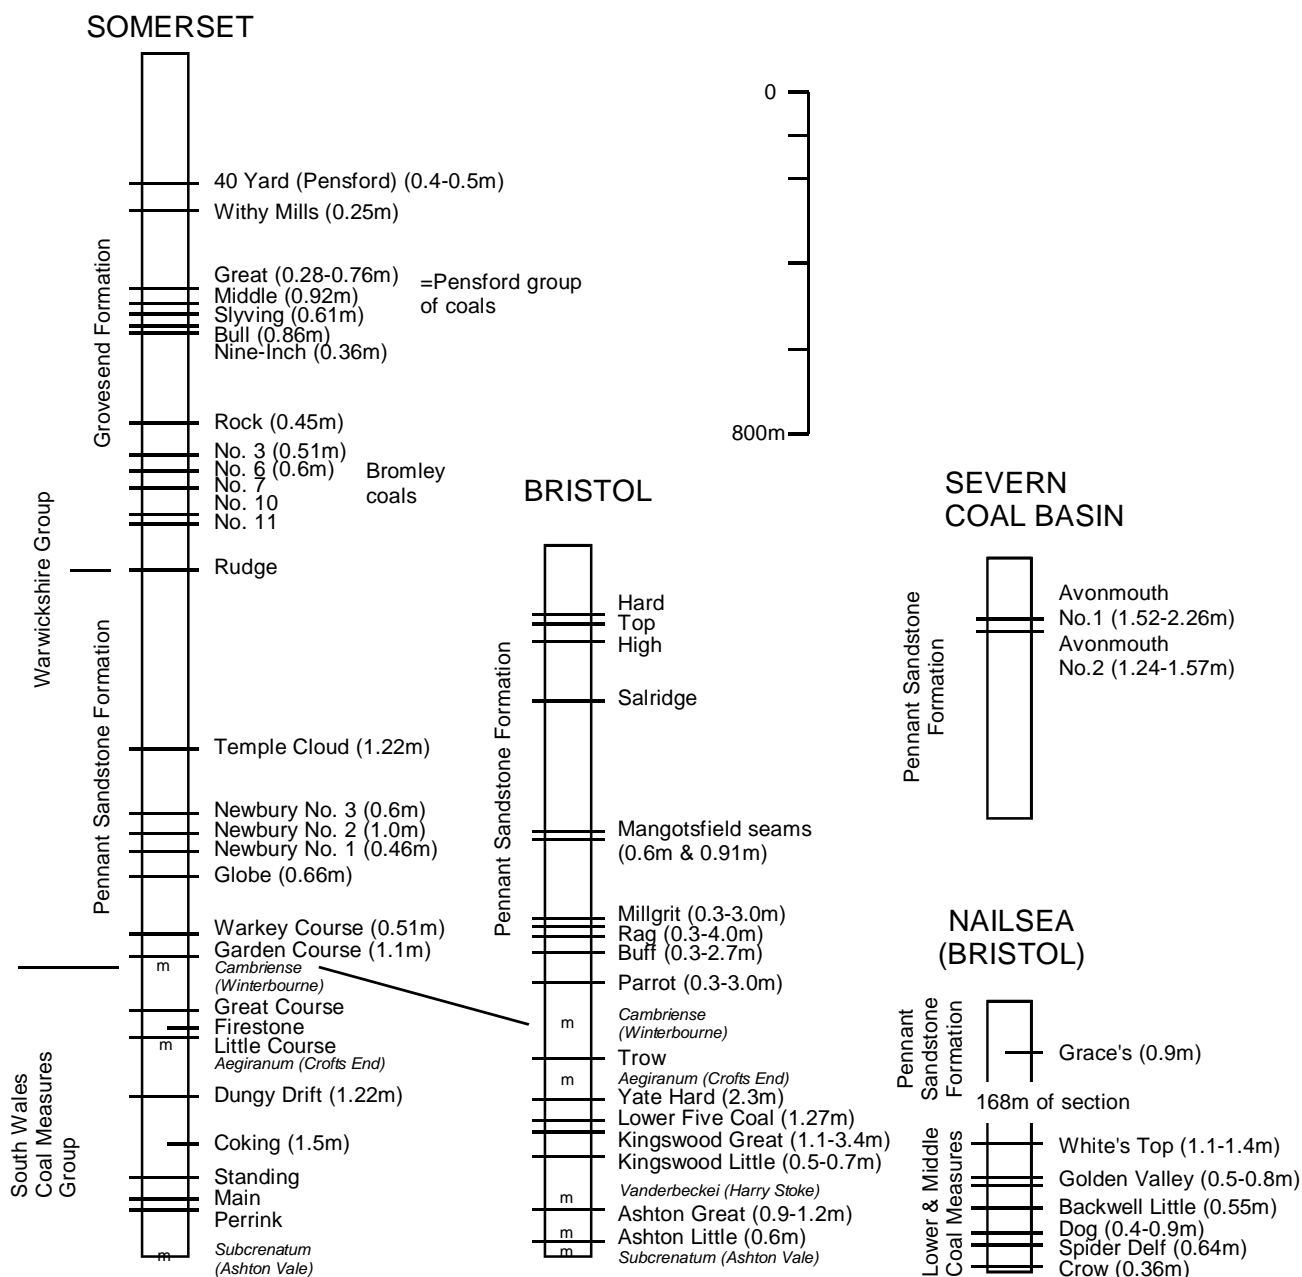 SOMERSET
40 Yard (Pensford) (0.4-0.5m)
Withy Mills (0.25m)
Great (0.28-0.76m)
Middle (0.92m)
Slyving (0.61m)
Bull (0.86m)
Nine-Inch (0.36m)
=Pensford group
of coals
Rock (0.45m)
No. 3 (0.51m)
No. 6 (0.6m)
No. 7
No. 10
No. 11
Bromley
coals
Rudge
Temple Cloud (1.22m)
Newbury No. 3 (0.6m)
Newbury No. 2 (1.0m)
Newbury No. 1 (0.46m)
Globe (0.66m)
Warkey Course (0.51m)
Garden Course (1.1m)
m
Cambriense
(Winterbourne)
Great Course
Firestone
Little Course
m
Aegiranum (Crofts End)
Dungy Drift (1.22m)
Coking (1.5m)
Standing
Main
Perrink
m
Subcrenatum
(Ashton Vale)
Grovesend Formation
Warwickshire Group
Pennant Sandstone Formation
South Wales
Coal Measures
Group
0
800m
BRISTOL
Hard
Top
High
Salridge
Mangotsfield seams
(0.6m & 0.91m)
Millgrit (0.3-3.0m)
Rag (0.3-4.0m)
Buff (0.3-2.7m)
Parrot (0.3-3.0m)
m
Cambriense
(Winterbourne)
Trow
m
Aegiranum (Crofts End)
Yate Hard (2.3m)
Lower Five Coal (1.27m)
Kingswood Great (1.1-3.4m)
Kingswood Little (0.5-0.7m)
m
Vanderbeckei (Harry Stoke)
Ashton Great (0.9-1.2m)
m
Ashton Little (0.6m)
m
Subcrenatum (Ashton Vale)
Pennant Sandstone Formation
SEVERN
COAL BASIN
Avonmouth
No.1 (1.52-2.26m)
Avonmouth
No.2 (1.24-1.57m)
Pennant Sandstone
Formation
NAILSEA
(BRISTOL)
Grace's (0.9m)
168m of section
White's Top (1.1-1.4m)
Golden Valley (0.5-0.8m)
Backwell Little (0.55m)
Dog (0.4-0.9m)
Spider Delf (0.64m)
Crow (0.36m)
Pennant
Sandstone
Formation
Lower & Middle
Coal Measures